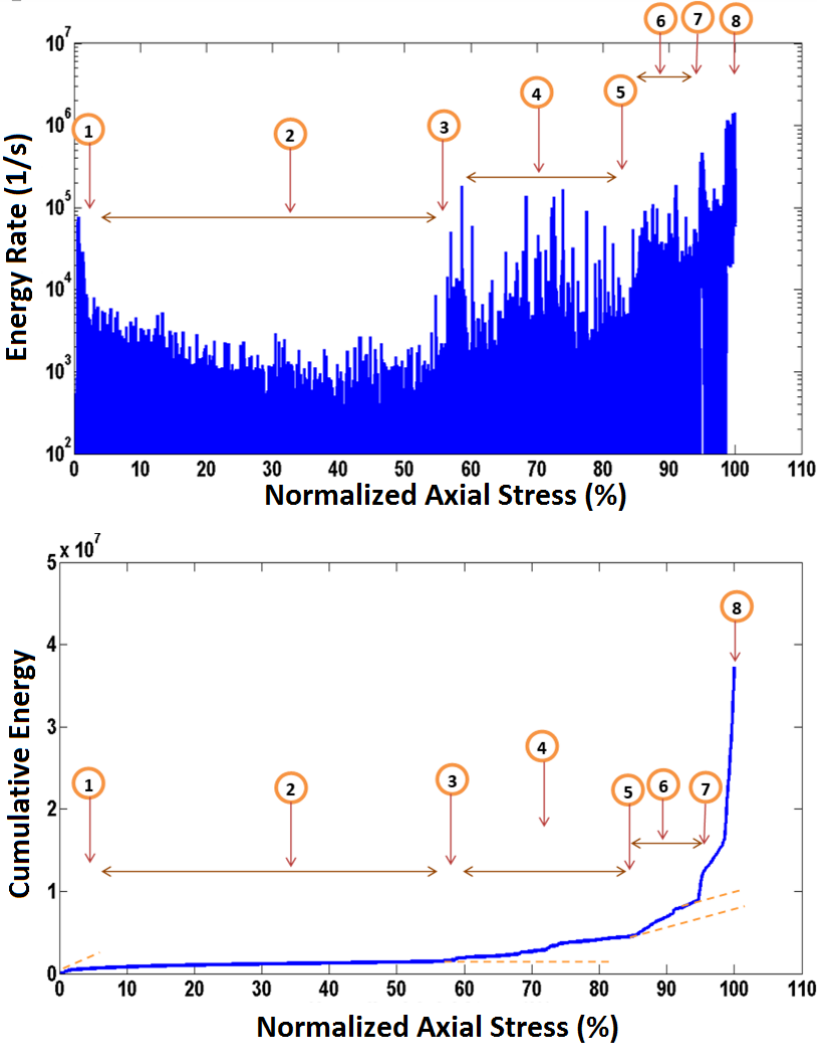 6 7 8
10^7
4 5
1 2 3
10^6
10^5
10^4
10^3
10^2
Energy Rate (1/s)
0 10 20 30 40 50 60 70 80 90 100 110
Normalized Axial Stress (%)
5 x 10^7
8
4
3
4
1 2 3 5 6 7
2
1
0
Cumulative Energy
0 10 20 30 40 50 60 70 80 90 100 110
Normalized Axial Stress (%)